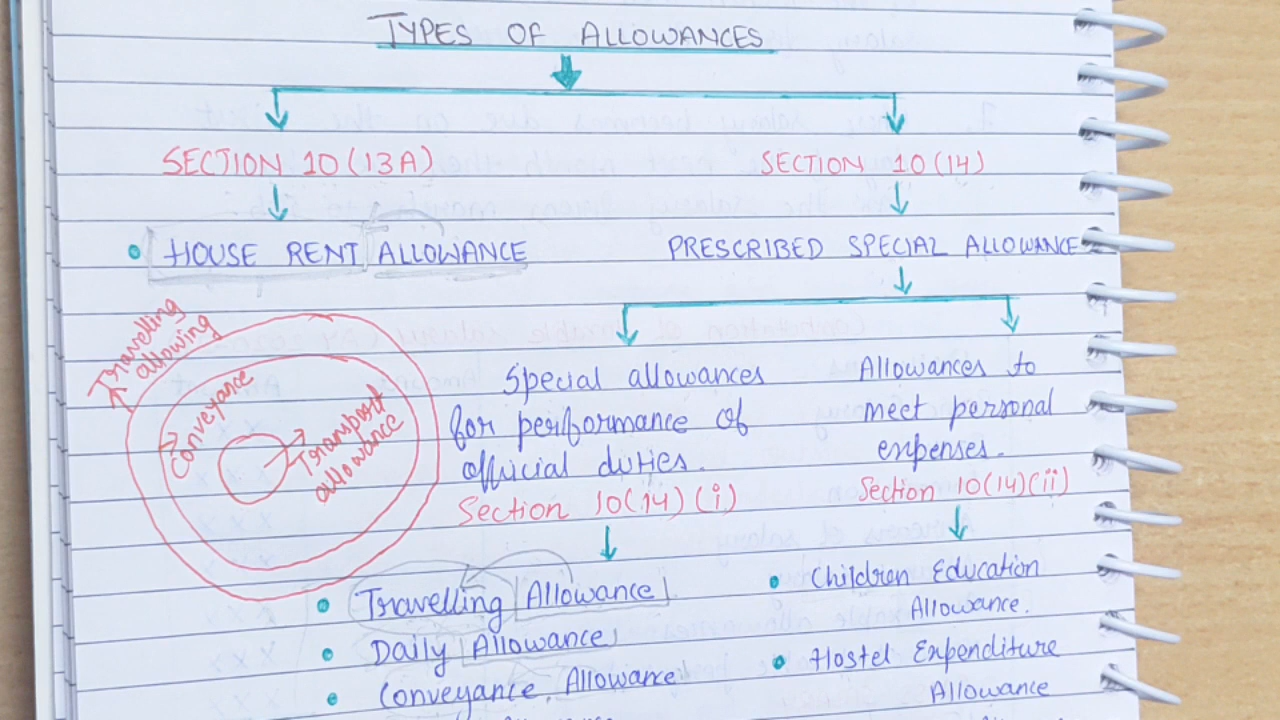 TYPES OF ALLOWANCES
SECTION 10 (13A)
HOUSE RENT ALLOWANCE
Travelling
allowing
Conveyance
Transport
allowance
SECTION 10 (14)
PRESCRIBED SPECIAL ALLOWANCE
Special allowances
for performance of
official duties.
Section 10(14) (i)
Travelling Allowance
Daily Allowance
Conveyance Allowance
Allowances to
meet personal
expenses.
Section 10(14)(ii)
Children Education
Allowance.
Hostel Expenditure
Allowance